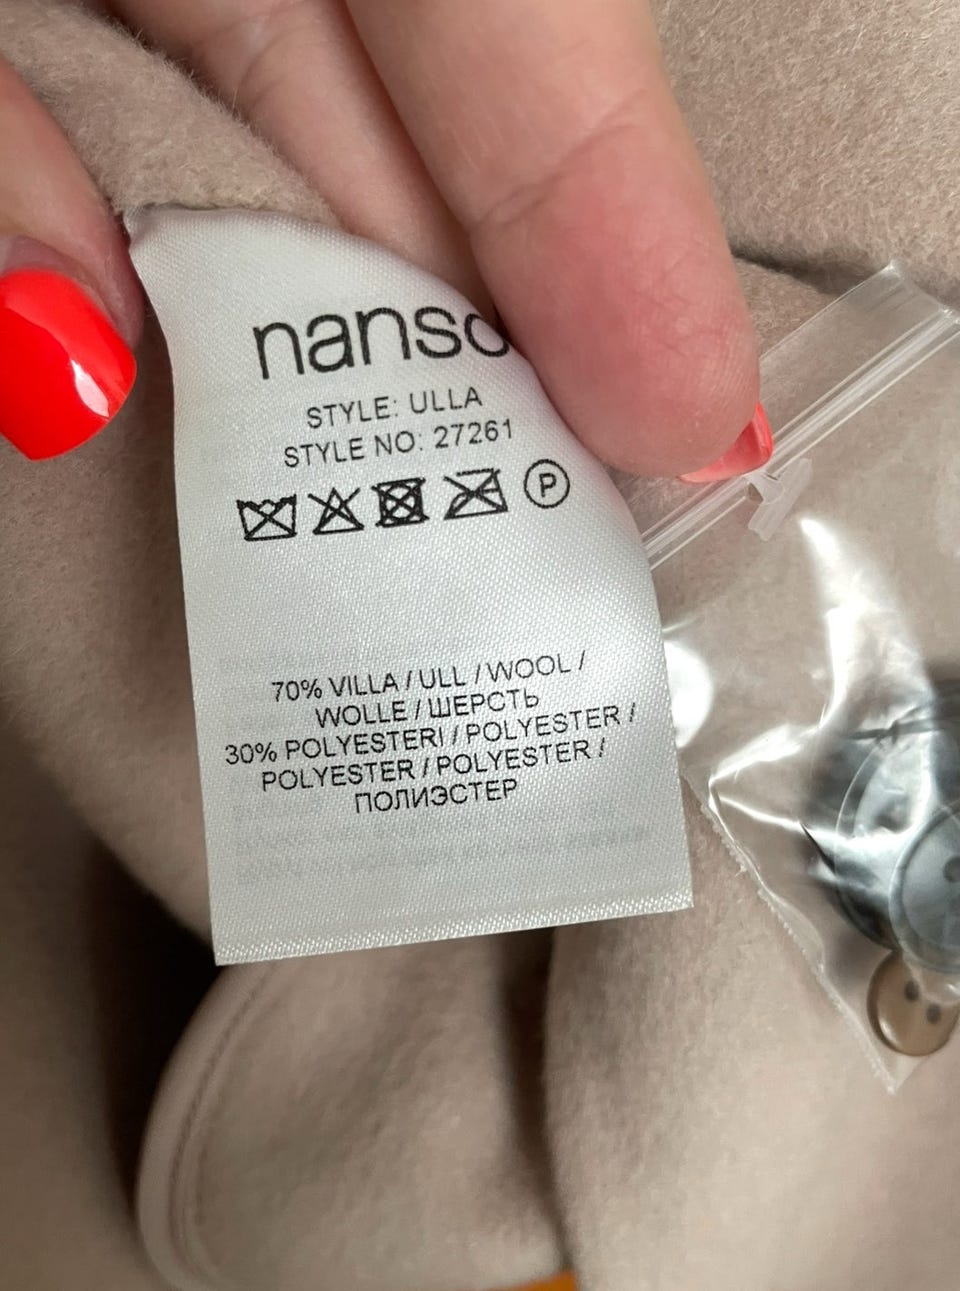 nanso
STYLE: ULLA
STYLE NO: 27261
P
70% VILLA / ULL / WOOL /
WOLLE / ШЕРСТЬ
30% POLYESTERI / POLYESTER /
POLYESTER / POLYESTER /
ПОЛИЭСТЕР